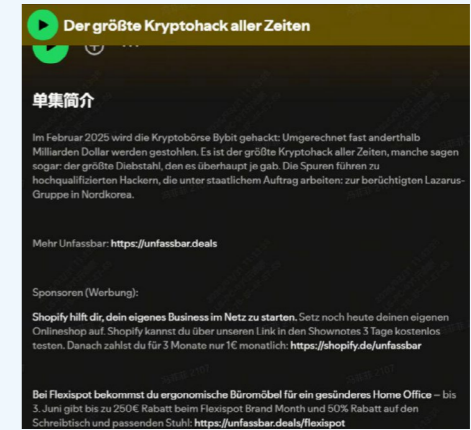 Der größte Kryptohack aller Zeiten
单集简介
Im Februar 2025 wird die Kryptobörse Bybit gehackt: Umgerechnet fast anderthalb
Milliarden Dollar werden gestohlen. Es ist der größte Kryptohack aller Zeiten, manche sagen
sogar: der größte Diebstahl, den es überhaupt je gab. Die Spuren führen zu
hochqualifizierten Hackern, die unter staatlichem Auftrag arbeiten: zur berüchtigten Lazarus-
Gruppe in Nordkorea.
Mehr Unfassbar: https://unfassbar.deals
Sponsoren (Werbung):
Shopify hilft dir, dein eigenes Business im Netz zu starten. Setz noch heute deinen eigenen
Onlineshop auf. Shopify kannst du über unseren Link in den Shownotes 3 Tage kostenlos
testen. Danach zahlst du für 3 Monate nur 1€ monatlich: https://shopify.de/unfassbar
Bei Flexispot bekommst du ergonomische Büromöbel für ein gesünderes Home Office – bis
3. Juni gibt bis zu 250€ Rabatt beim Flexispot Brand Month und 50% Rabatt auf den
Schreibtisch und passenden Stuhl: https://unfassbar.deals/flexispot